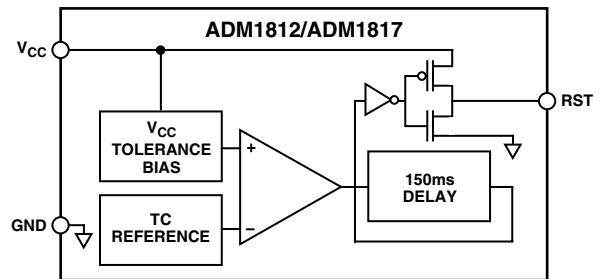 ADM1812/ADM1817
VCC
RST
VCC
TOLERANCE
BIAS
+
150ms
DELAY
TC
REFERENCE
−
GND